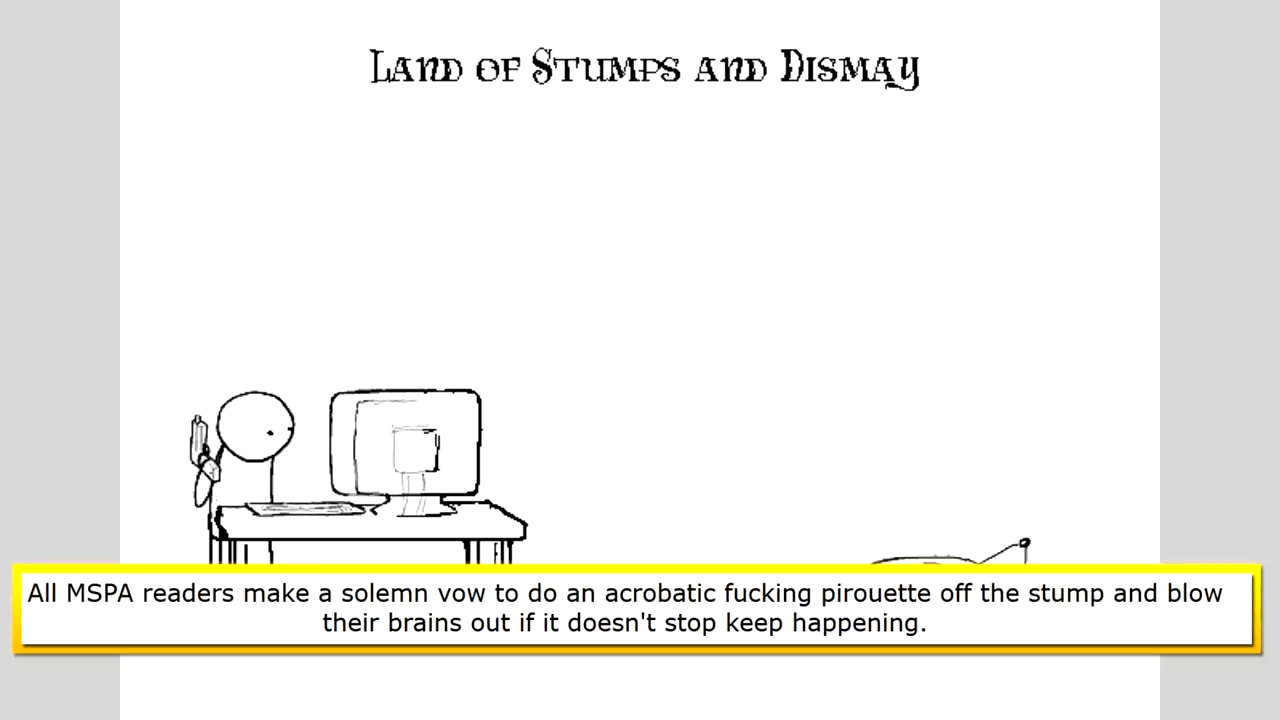 Land of Stumps and Dismay
All MSPA readers make a solemn vow to do an acrobatic fucking pirouette off the stump and blow
their brains out if it doesn't stop keep happening.